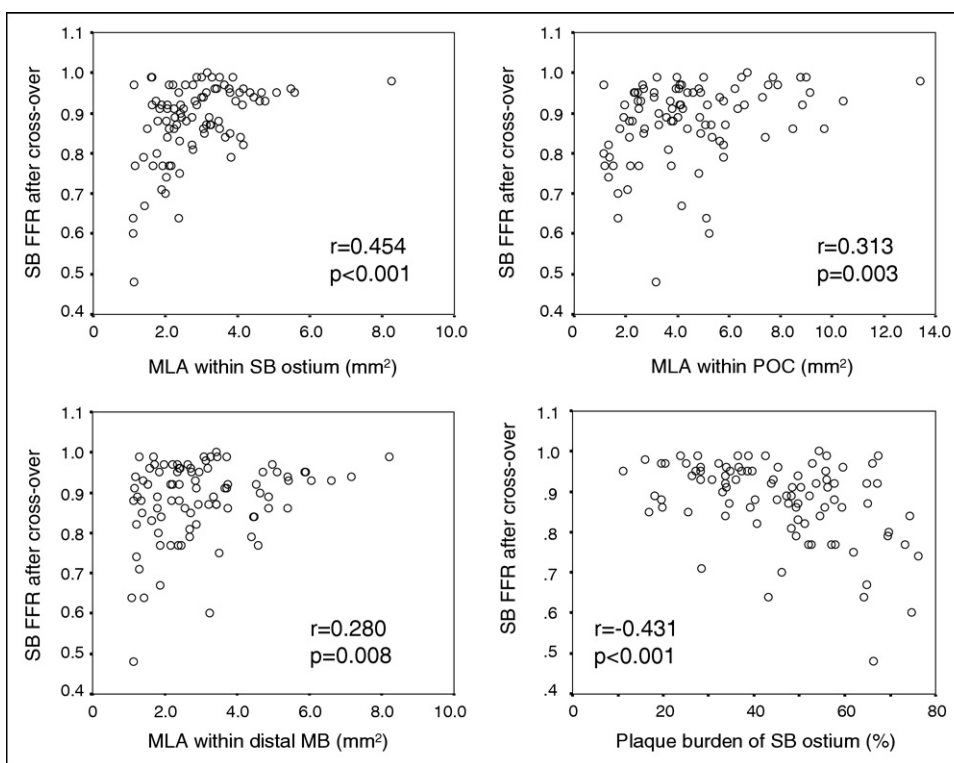 1.1
1.0
0.9
0.8
0.7
0.6
0.5
0.4
SB FFR after cross-over
r=0.454
p<0.001
0 2.0 4.0 6.0 8.0 10.0
MLA within SB ostium (mm²)
1.1
1.0
0.9
0.8
0.7
0.6
0.5
0.4
SB FFR after cross-over
r=0.313
p=0.003
0 2.0 4.0 6.0 8.0 10.0 12.0 14.0
MLA within POC (mm²)
1.1
1.0
0.9
0.8
0.7
0.6
0.5
0.4
SB FFR after cross-over
r=0.280
p=0.008
0 2.0 4.0 6.0 8.0 10.0
MLA within distal MB (mm²)
1.1
1.0
.9
.8
.7
.6
.5
.4
SB FFR after cross-over
r=-0.431
p<0.001
0 20 40 60 80
Plaque burden of SB ostium (%)